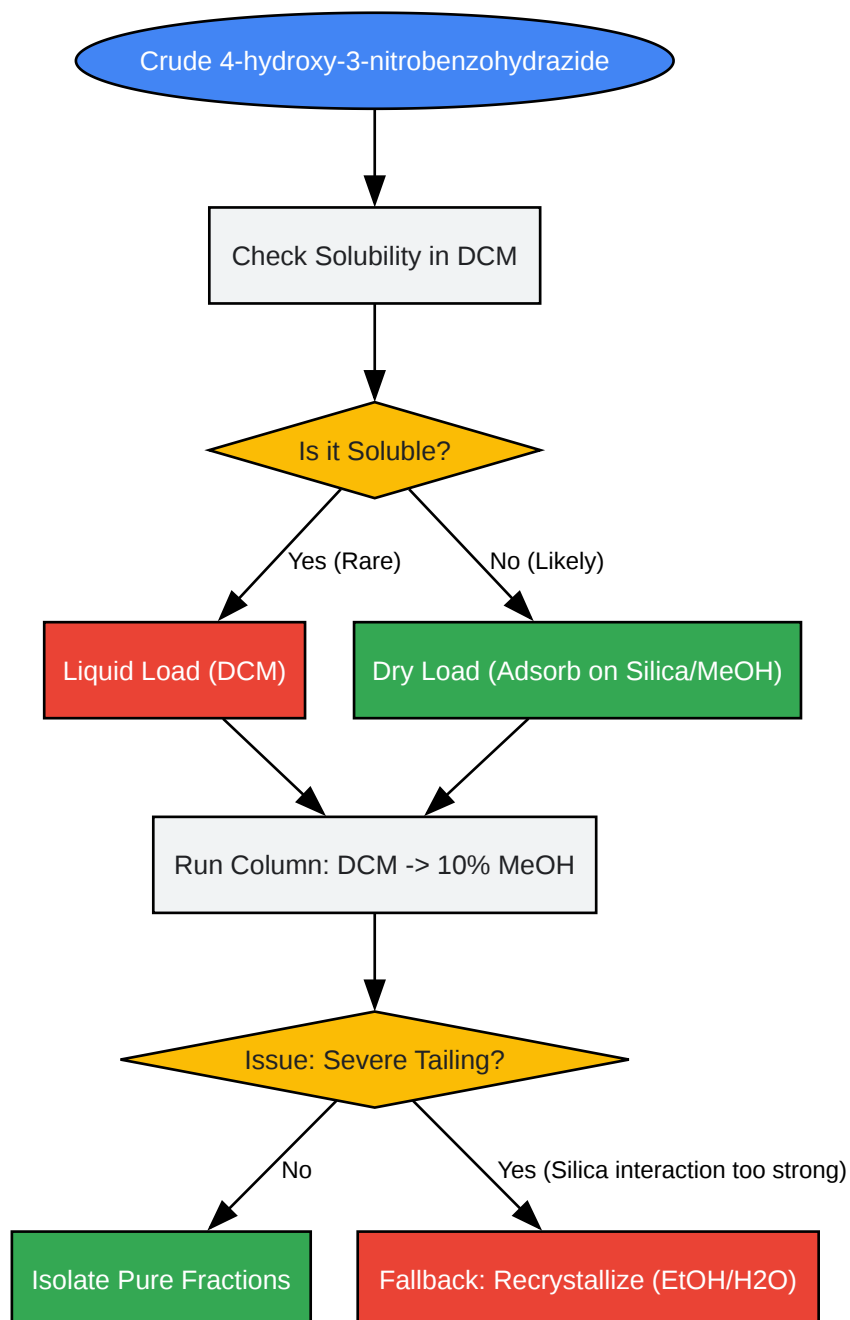 Crude 4-hydroxy-3-nitrobenzohydrazide
Check Solubility in DCM
Is it Soluble?
Yes (Rare)
No (Likely)
Liquid Load (DCM)
Dry Load (Adsorb on Silica/MeOH)
Run Column: DCM -> 10% MeOH
Issue: Severe Tailing?
No
Yes (Silica interaction too strong)
Isolate Pure Fractions
Fallback: Recrystallize (EtOH/H2O)